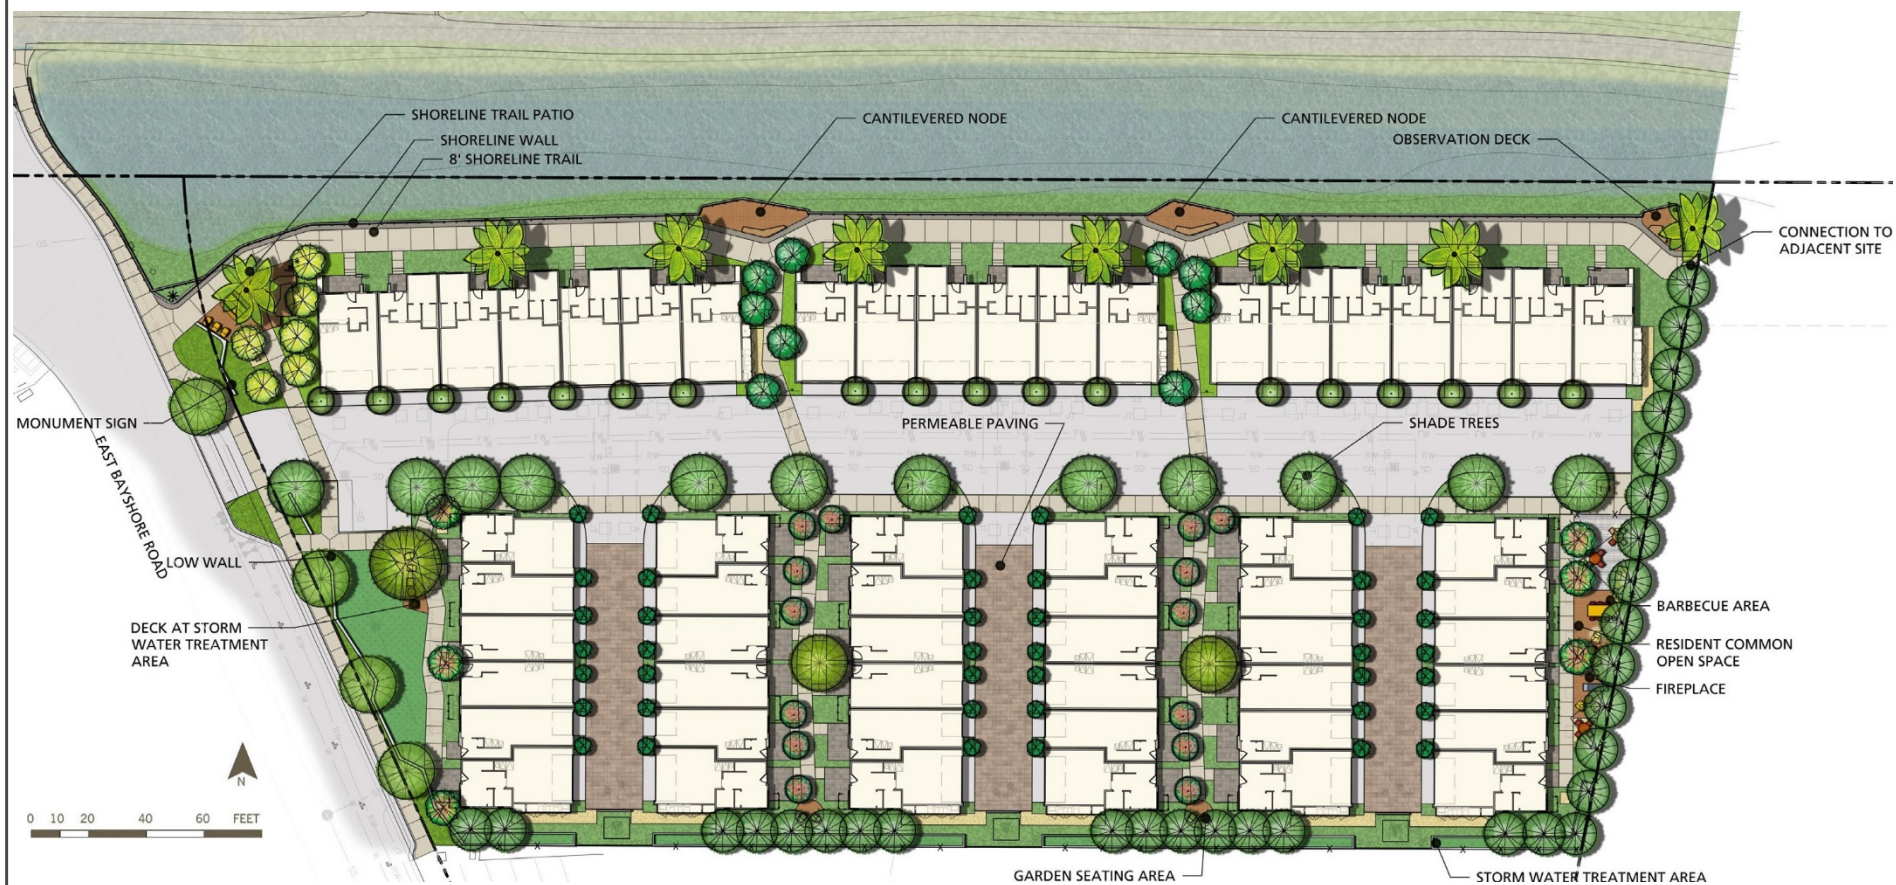 SHORELINE TRAIL PATIO
SHORELINE WALL
8' SHORELINE TRAIL
CANTILEVERED NODE
CANTILEVERED NODE
OBSERVATION DECK
CONNECTION TO
ADJACENT SITE
MONUMENT SIGN
EAST BAYSHORE ROAD
PERMEABLE PAVING
SHADE TREES
LOW WALL
DECK AT STORM
WATER TREATMENT
AREA
BARBECUE AREA
RESIDENT COMMON
OPEN SPACE
FIREPLACE
N
0 10 20 40 60 FEET
GARDEN SEATING AREA
STORM WATER TREATMENT AREA